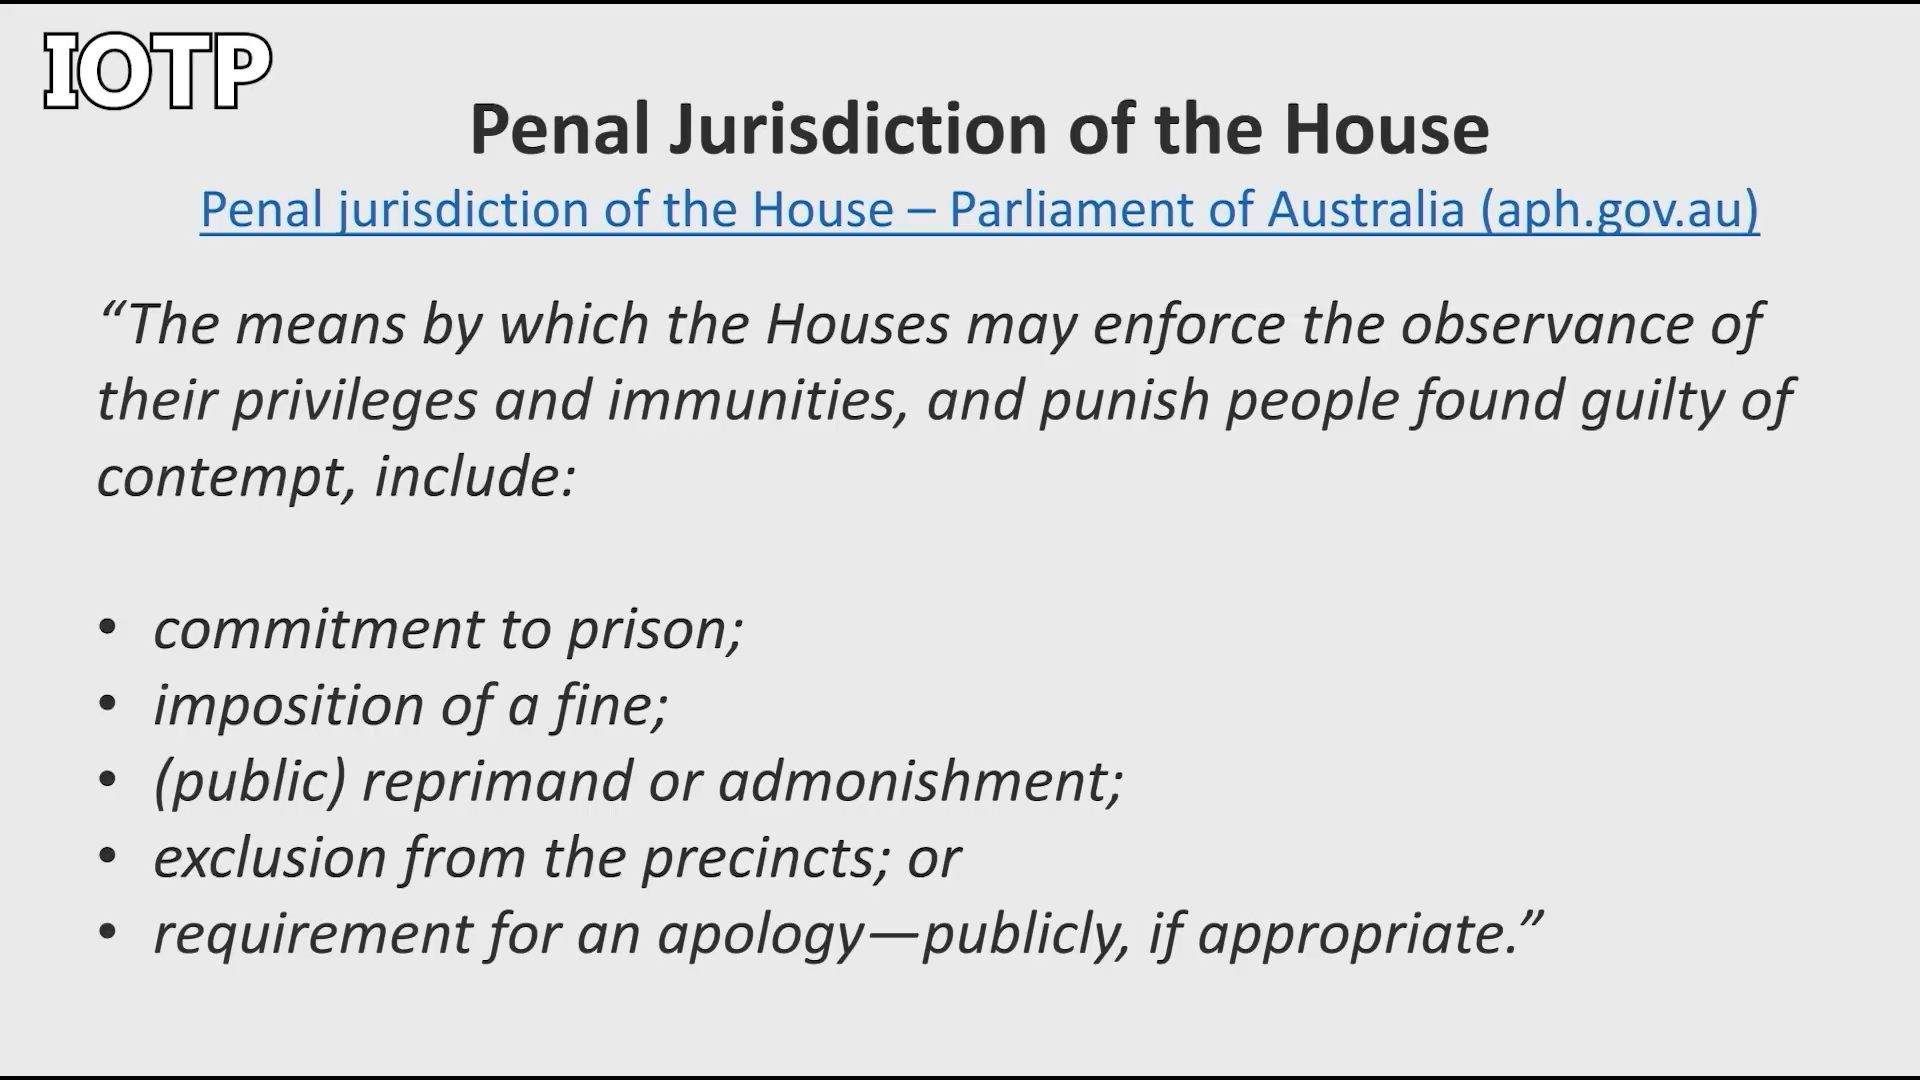 IOTP
Penal Jurisdiction of the House
Penal jurisdiction of the House – Parliament of Australia (aph.gov.au)
“The means by which the Houses may enforce the observance of
their privileges and immunities, and punish people found guilty of
contempt, include:
• commitment to prison;
• imposition of a fine;
• (public) reprimand or admonishment;
• exclusion from the precincts; or
• requirement for an apology—publicly, if appropriate.”